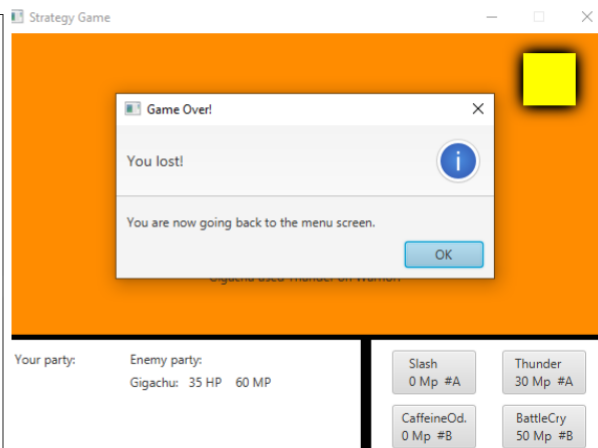 Strategy Game
Game Over!
You lost!
You are now going back to the menu screen.
OK
Gigachu used Thunder on Warrior!
Your party:
Enemy party:
Gigachu: 35 HP 60 MP
Slash
0 Mp #A
Thunder
30 Mp #A
CaffeineOd.
0 Mp #B
BattleCry
50 Mp #B